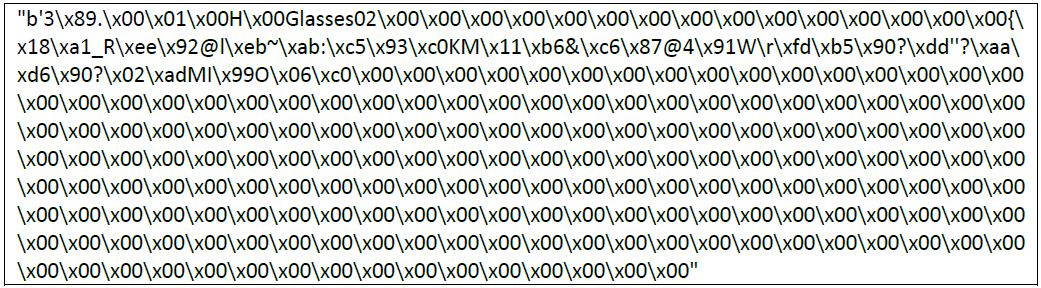 "b'3\x89.\x00\x01\x00H\x00Glasses02\x00\x00\x00\x00\x00\x00\x00\x00\x00\x00\x00\x00\x00\x00\x00{\
x18\xa1_R\xee\x92@l\xeb~\xab:\xc5\x93\xc0KM\x11\xb6&\xc6\x87@4\x91W\r\xfd\xb5\x90?\xdd''?\xaa\
xd6\x90?\x02\xadMI\x99O\x06\xc0\x00\x00\x00\x00\x00\x00\x00\x00\x00\x00\x00\x00\x00\x00\x00\x00
\x00\x00\x00\x00\x00\x00\x00\x00\x00\x00\x00\x00\x00\x00\x00\x00\x00\x00\x00\x00\x00\x00\x00\x00
\x00\x00\x00\x00\x00\x00\x00\x00\x00\x00\x00\x00\x00\x00\x00\x00\x00\x00\x00\x00\x00\x00\x00\x00
\x00\x00\x00\x00\x00\x00\x00\x00\x00\x00\x00\x00\x00\x00\x00\x00\x00\x00\x00\x00\x00\x00\x00\x00
\x00\x00\x00\x00\x00\x00\x00\x00\x00\x00\x00\x00\x00\x00\x00\x00\x00\x00\x00\x00\x00\x00\x00\x00
\x00\x00\x00\x00\x00\x00\x00\x00\x00\x00\x00\x00\x00\x00\x00\x00\x00\x00\x00\x00\x00\x00\x00\x00
\x00\x00\x00\x00\x00\x00\x00\x00\x00\x00\x00\x00\x00\x00\x00\x00\x00\x00\x00\x00\x00\x00\x00\x00
\x00\x00\x00\x00\x00\x00\x00\x00\x00\x00\x00\x00\x00\x00\x00\x00"